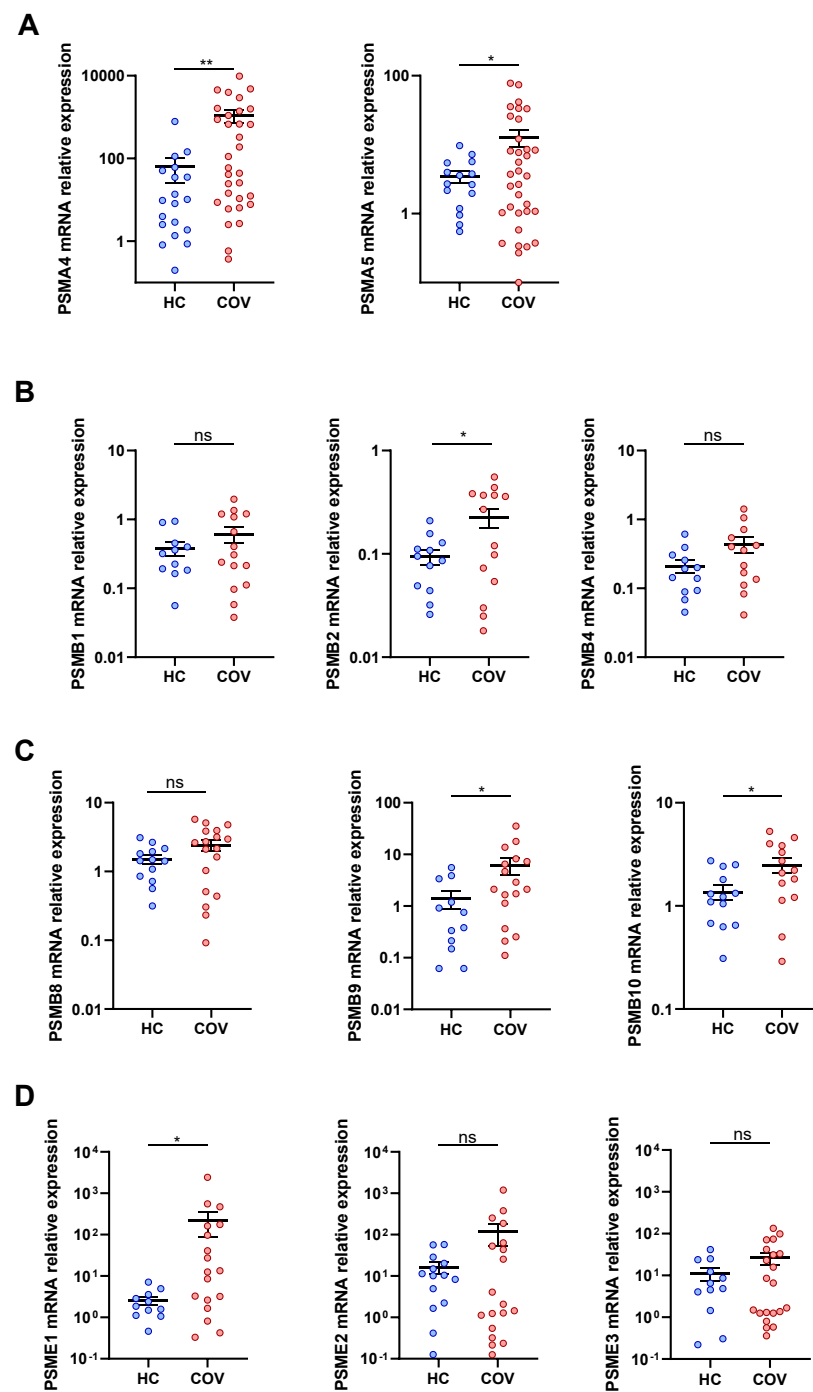 A
PSMA4 mRNA relative expression
10000
100
1
**
HC
COV
PSMA5 mRNA relative expression
100
1
*
HC
COV
B
PSMB1 mRNA relative expression
10
1
0.1
0.01
ns
HC
COV
PSMB2 mRNA relative expression
1
0.1
0.01
*
HC
COV
PSMB4 mRNA relative expression
10
1
0.1
0.01
ns
HC
COV
C
PSMB8 mRNA relative expression
10
1
0.1
0.01
ns
HC
COV
PSMB9 mRNA relative expression
100
10
1
0.1
0.01
*
HC
COV
PSMB10 mRNA relative expression
10
1
0.1
*
HC
COV
D
PSME1 mRNA relative expression
10⁴
10³
10²
10¹
10⁰
10⁻¹
*
HC
COV
PSME2 mRNA relative expression
10⁴
10³
10²
10¹
10⁰
10⁻¹
ns
HC
COV
PSME3 mRNA relative expression
10⁴
10³
10²
10¹
10⁰
10⁻¹
ns
HC
COV